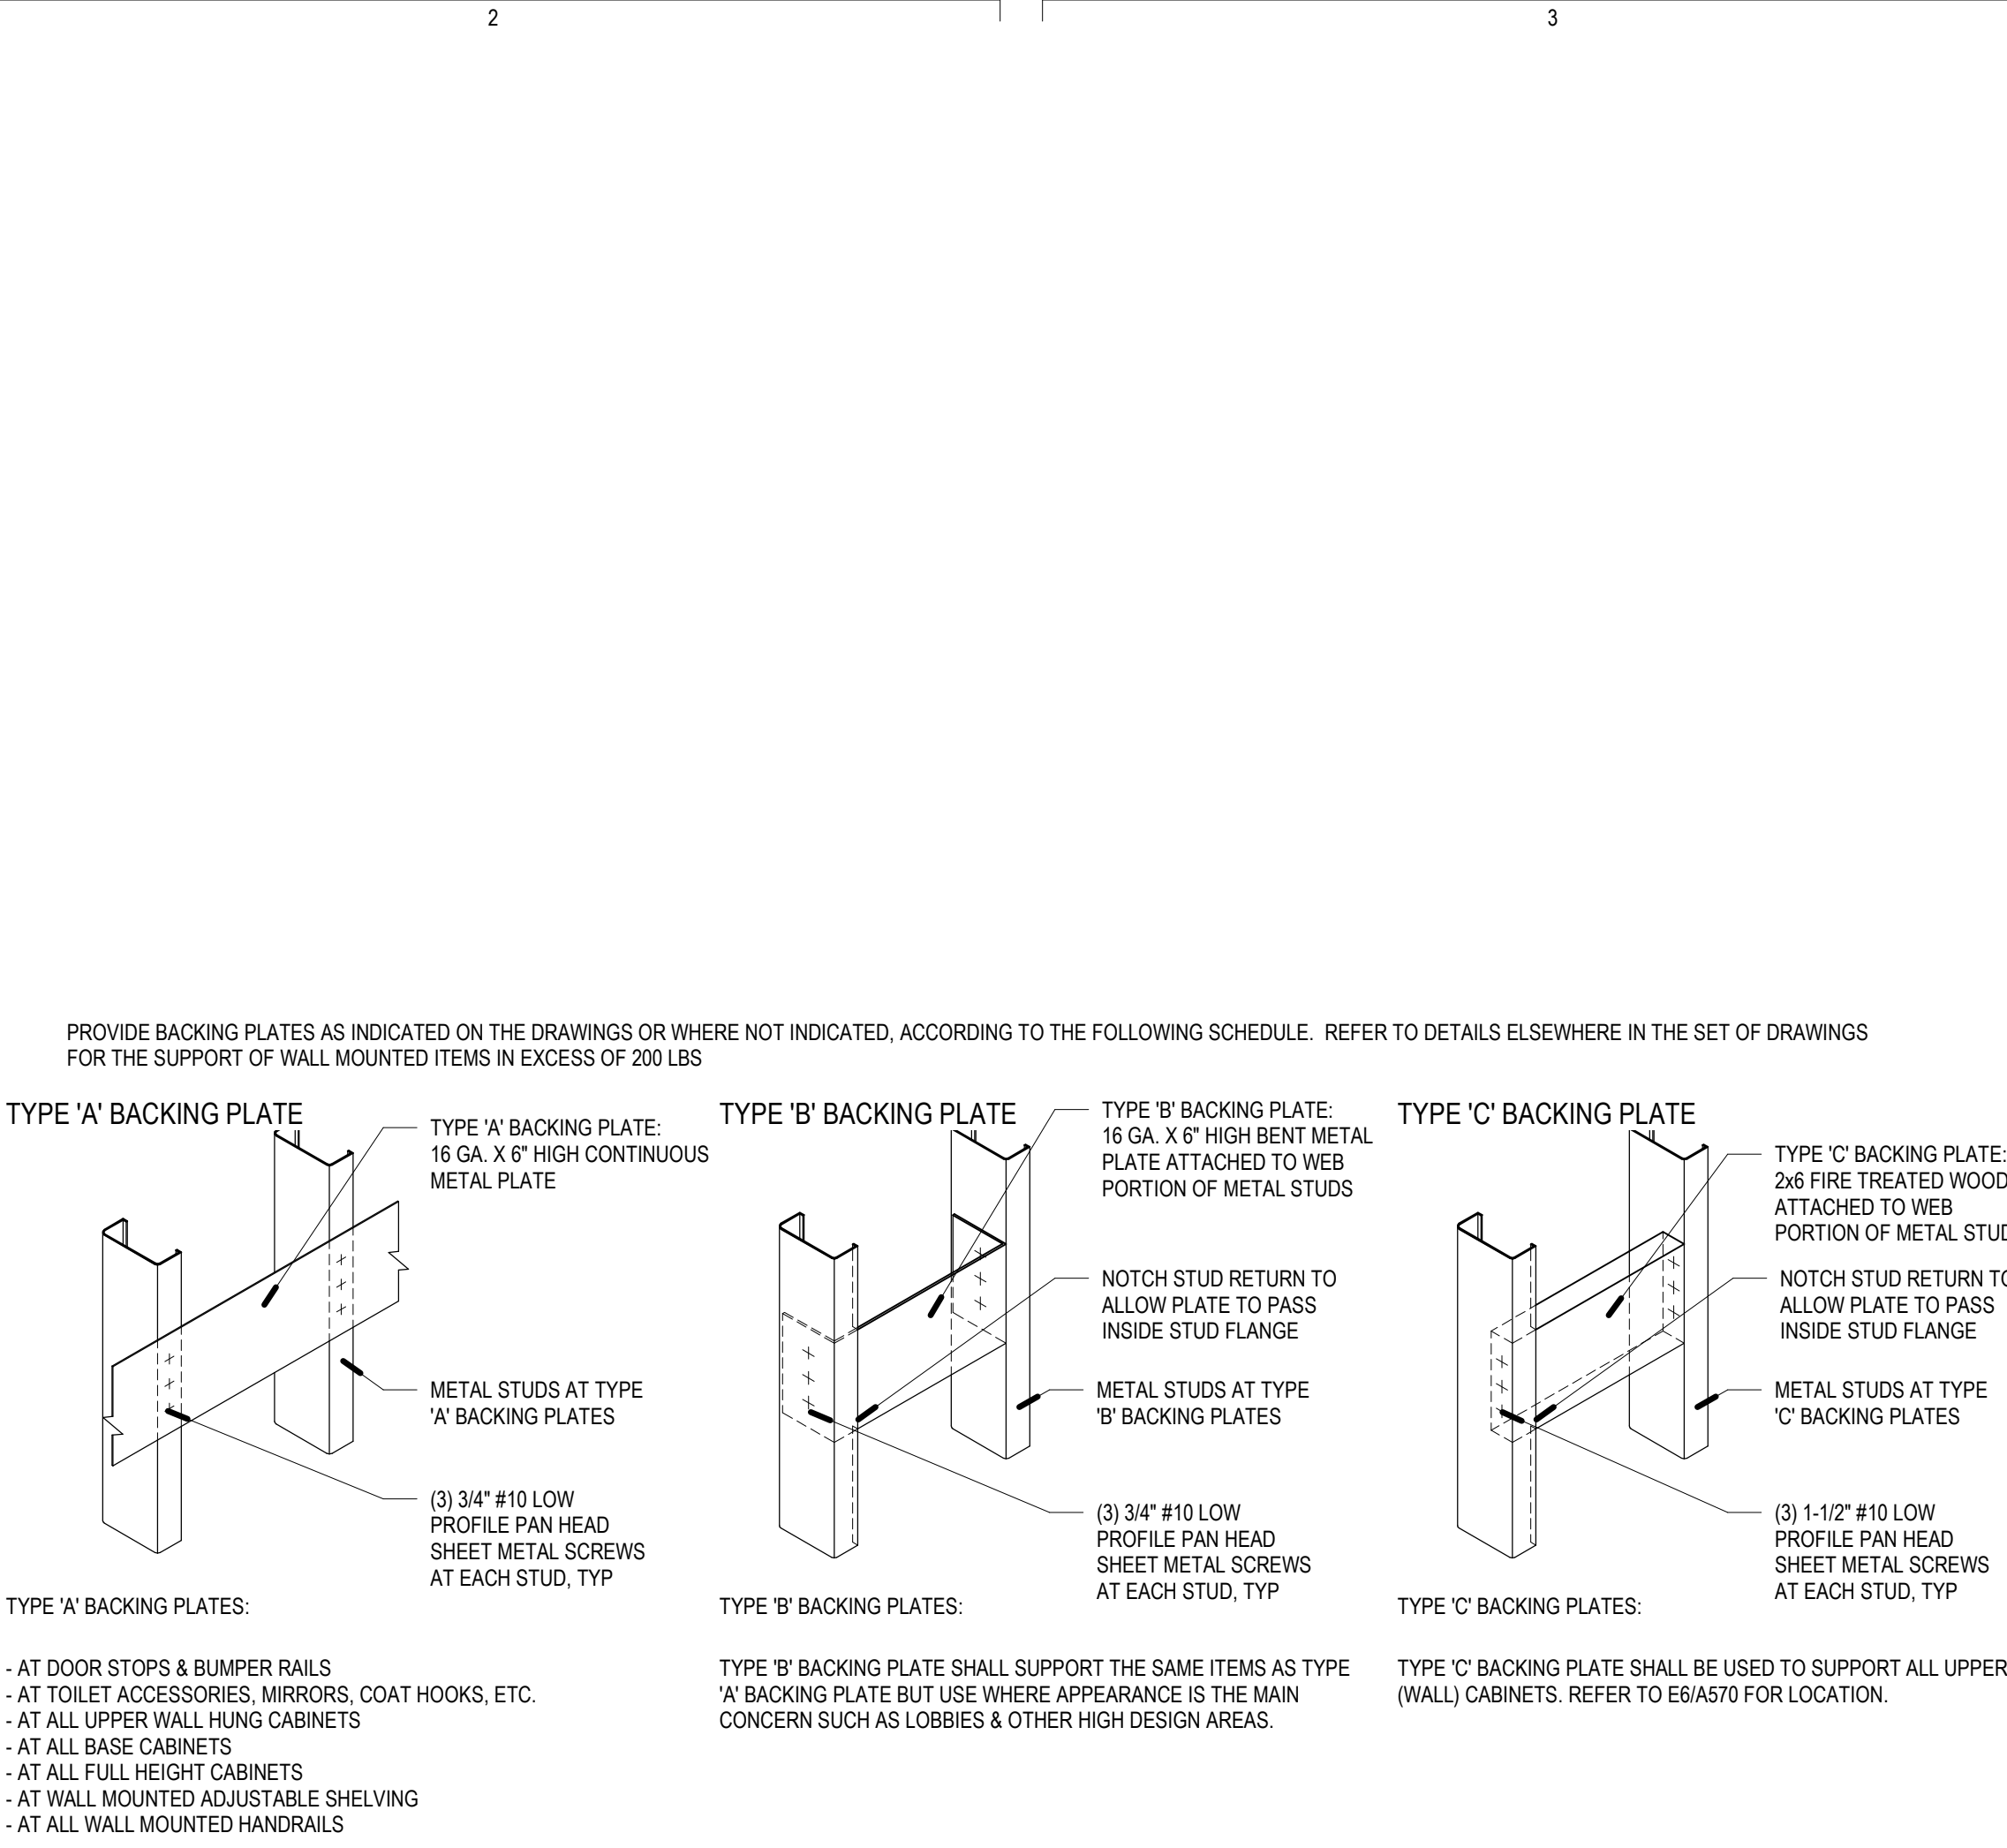 2
3
PROVIDE BACKING PLATES AS INDICATED ON THE DRAWINGS OR WHERE NOT INDICATED, ACCORDING TO THE FOLLOWING SCHEDULE. REFER TO DETAILS ELSEWHERE IN THE SET OF DRAWINGS
FOR THE SUPPORT OF WALL MOUNTED ITEMS IN EXCESS OF 200 LBS
TYPE 'A' BACKING PLATE
TYPE 'A' BACKING PLATE:
16 GA. X 6" HIGH CONTINUOUS
METAL PLATE
METAL STUDS AT TYPE
'A' BACKING PLATES
(3) 3/4" #10 LOW
PROFILE PAN HEAD
SHEET METAL SCREWS
AT EACH STUD, TYP
TYPE 'A' BACKING PLATES:
- AT DOOR STOPS & BUMPER RAILS
- AT TOILET ACCESSORIES, MIRRORS, COAT HOOKS, ETC.
- AT ALL UPPER WALL HUNG CABINETS
- AT ALL BASE CABINETS
- AT ALL FULL HEIGHT CABINETS
- AT WALL MOUNTED ADJUSTABLE SHELVING
- AT ALL WALL MOUNTED HANDRAILS
TYPE 'B' BACKING PLATE
TYPE 'B' BACKING PLATE:
16 GA. X 6" HIGH BENT METAL
PLATE ATTACHED TO WEB
PORTION OF METAL STUDS
NOTCH STUD RETURN TO
ALLOW PLATE TO PASS
INSIDE STUD FLANGE
METAL STUDS AT TYPE
'B' BACKING PLATES
(3) 3/4" #10 LOW
PROFILE PAN HEAD
SHEET METAL SCREWS
AT EACH STUD, TYP
TYPE 'B' BACKING PLATES:
TYPE 'B' BACKING PLATE SHALL SUPPORT THE SAME ITEMS AS TYPE
'A' BACKING PLATE BUT USE WHERE APPEARANCE IS THE MAIN
CONCERN SUCH AS LOBBIES & OTHER HIGH DESIGN AREAS.
TYPE 'C' BACKING PLATE
TYPE 'C' BACKING PLATE:
2x6 FIRE TREATED WOOD
ATTACHED TO WEB
PORTION OF METAL STUD
NOTCH STUD RETURN TO
ALLOW PLATE TO PASS
INSIDE STUD FLANGE
METAL STUDS AT TYPE
'C' BACKING PLATES
(3) 1-1/2" #10 LOW
PROFILE PAN HEAD
SHEET METAL SCREWS
AT EACH STUD, TYP
TYPE 'C' BACKING PLATES:
TYPE 'C' BACKING PLATE SHALL BE USED TO SUPPORT ALL UPPER
(WALL) CABINETS. REFER TO E6/A570 FOR LOCATION.